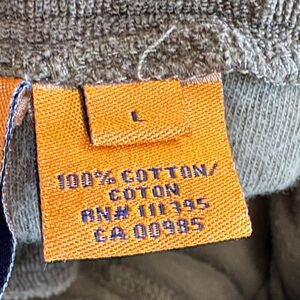 L
100% COTTON/
COTON
RN# 111395
CA 00985